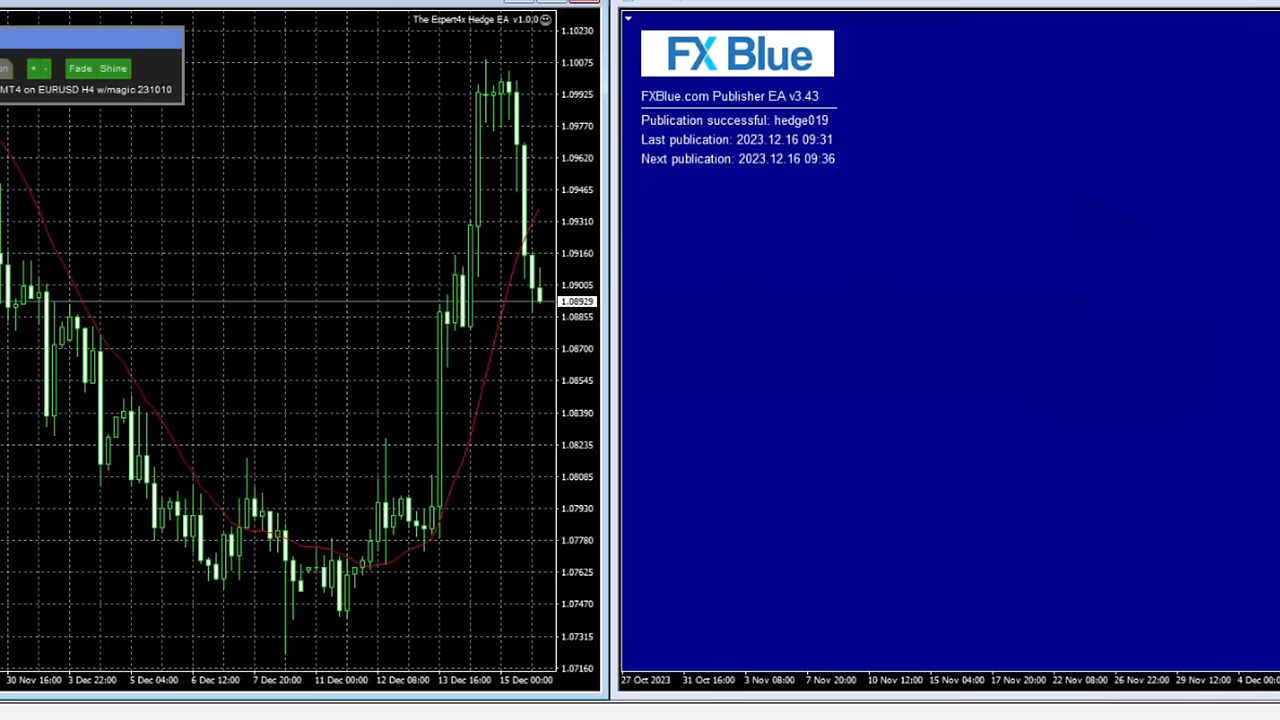 The Expert4x Hedge EA v1.0.0
on + - Fade Shine
MT4 on EURUSD H4 w/magic 231010
1.10230
1.10075
1.09925
1.09770
1.09620
1.09465
1.09310
1.09160
1.09005
1.08929
1.08855
1.08700
1.08545
1.08390
1.08235
1.08085
1.07930
1.07780
1.07625
1.07470
1.07315
1.07160
30 Nov 16:00 3 Dec 22:00 5 Dec 04:00 6 Dec 12:00 7 Dec 20:00 11 Dec 00:00 12 Dec 08:00 13 Dec 16:00 15 Dec 00:00
FX Blue
FXBlue.com Publisher EA v3.43
Publication successful: hedge019
Last publication: 2023.12.16 09:31
Next publication: 2023.12.16 09:36
27 Oct 2023 31 Oct 16:00 3 Nov 08:00 7 Nov 20:00 10 Nov 12:00 15 Nov 04:00 17 Nov 20:00 22 Nov 08:00 26 Nov 22:00 29 Nov 12:00 4 Dec 00:0